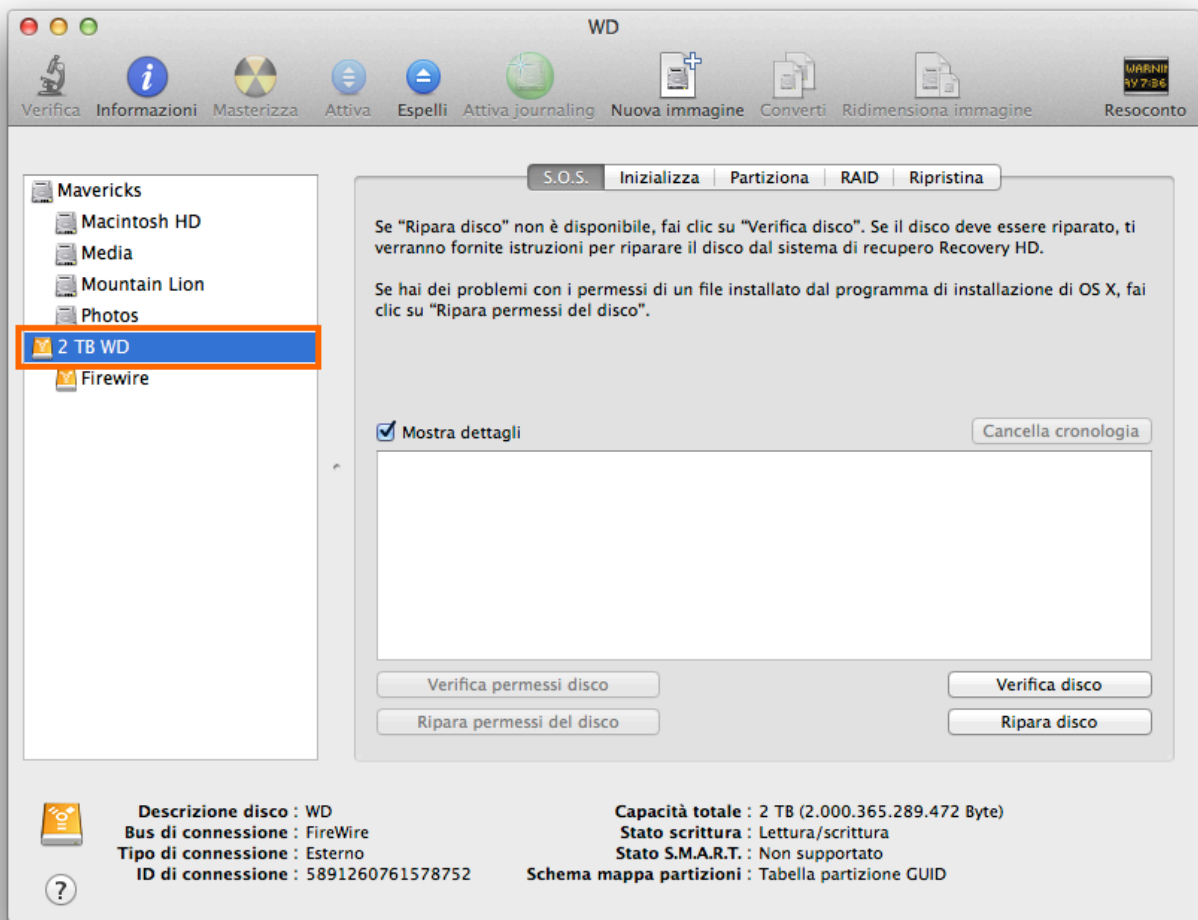 WD
Verifica Informazioni Masterizza Attiva Espelli Attiva journaling Nuova immagine Converti Ridimensiona immagine Resoconto
WARNIN
AY 7:86
Mavericks
Macintosh HD
Media
Mountain Lion
Photos
2 TB WD
Firewire
S.O.S. Inizializza Partiziona RAID Ripristina
Se “Ripara disco” non è disponibile, fai clic su “Verifica disco”. Se il disco deve essere riparato, ti
verranno fornite istruzioni per riparare il disco dal sistema di recupero Recovery HD.
Se hai dei problemi con i permessi di un file installato dal programma di installazione di OS X, fai
clic su “Ripara permessi del disco”.
Mostra dettagli
Cancella cronologia
Verifica permessi disco
Verifica disco
Ripara permessi del disco
Ripara disco
Descrizione disco : WD
Bus di connessione : FireWire
Tipo di connessione : Esterno
ID di connessione : 5891260761578752
Capacità totale : 2 TB (2.000.365.289.472 Byte)
Stato scrittura : Lettura/scrittura
Stato S.M.A.R.T. : Non supportato
Schema mappa partizioni : Tabella partizione GUID
?